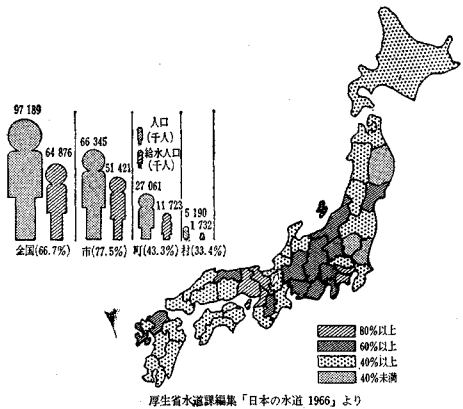 97 189
64 876
66 345
51 421
人口
(千人)
給水人口
(千人)
27 061
11 723
5 190
1 732
全国(66.7%)
市(77.5%)
町(43.3%)
村(33.4%)
80%以上
60%以上
40%以上
40%未満
厚生省水道課編集「日本の水道 1966」より